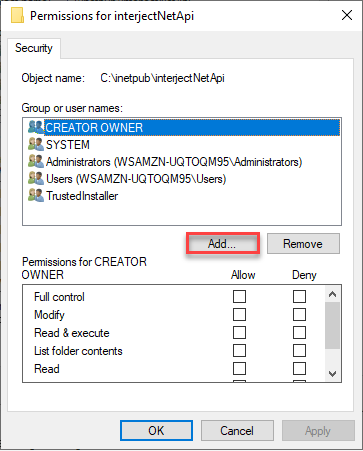 Permissions for interjectNetApi
Security
Object name: C:\inetpub\interjectNetApi
Group or user names:
CREATOR OWNER
SYSTEM
Administrators (WSAMZN-UQTOQM95\Administrators)
Users (WSAMZN-UQTOQM95\Users)
TrustedInstaller
Add... Remove
Permissions for CREATOR
OWNER Allow Deny
Full control
Modify
Read & execute
List folder contents
Read
OK Cancel Apply